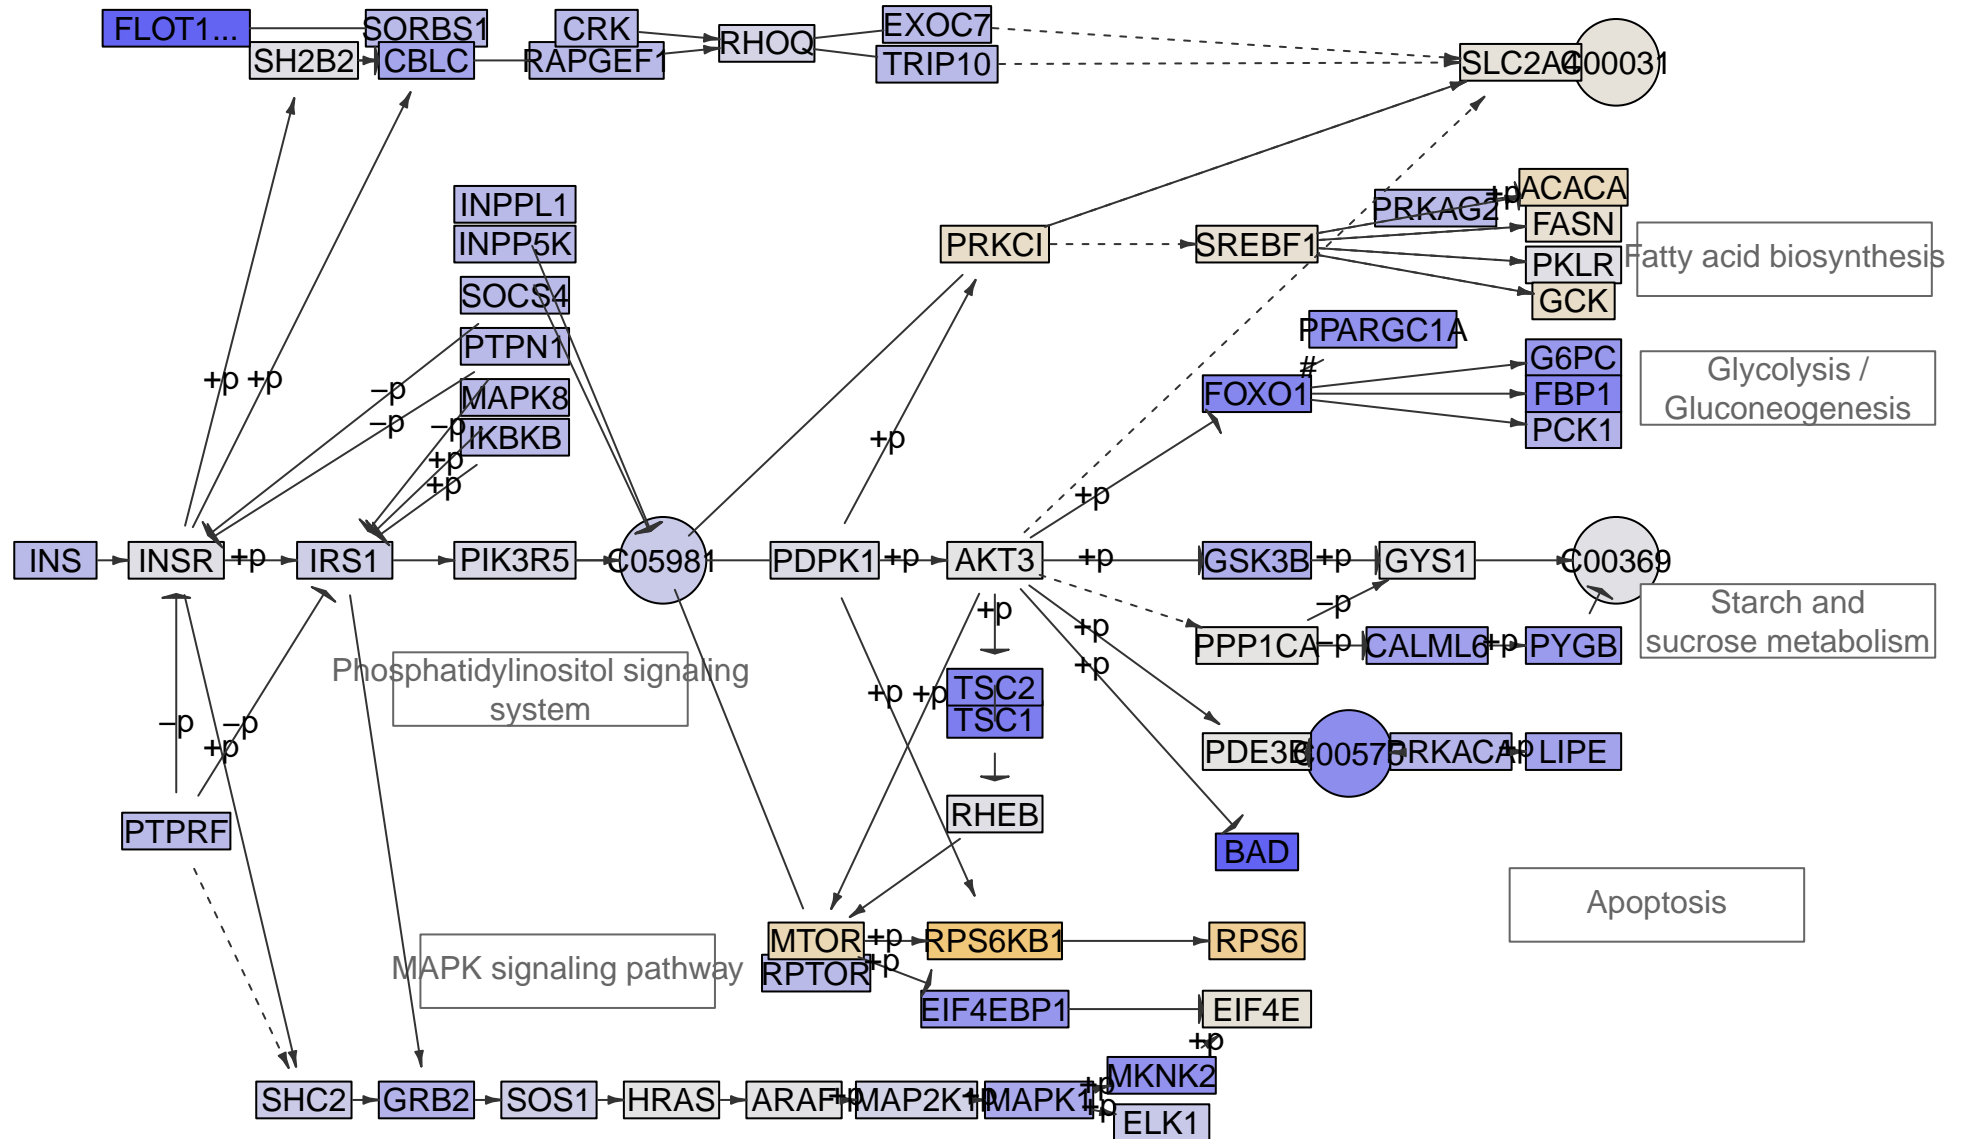 FLOT1...
SORBS1
CRK
EXOC7
SH2B2
CBLC
RAPGEF1
RHOQ
TRIP10
SLC2A4
C00031
INPPL1
INPP5K
PRKCI
SREBF1
PRKAG2
+p
ACACA
FASN
PKLR
GCK
Fatty acid biosynthesis
SOCS4
PTPN1
MAPK8
IKBKB
+p
+p
–p
–p
–p
+p
+p
+p
PPARGC1A
#
FOXO1
G6PC
FBP1
PCK1
Glycolysis /
Gluconeogenesis
+p
INS
INSR
+p
IRS1
PIK3R5
C05981
PDPK1
+p
AKT3
+p
GSK3B
+p
GYS1
C00369
+p
+p
+p
–p
PPP1CA
–p
CALML6
+p
PYGB
Starch and
sucrose metabolism
Phosphatidylinositol signaling
system
–p
+p
–p
+p
+p
TSC2
TSC1
PDE3B
C00575
PRKACA
+p
LIPE
PTPRF
RHEB
BAD
Apoptosis
MAPK signaling pathway
MTOR
+p
RPS6KB1
RPS6
RPTOR
+p
EIF4EBP1
EIF4E
+p
SHC2
GRB2
SOS1
HRAS
ARAF
+p
MAP2K1
+p
MAPK1
+p
+p
MKNK2
ELK1